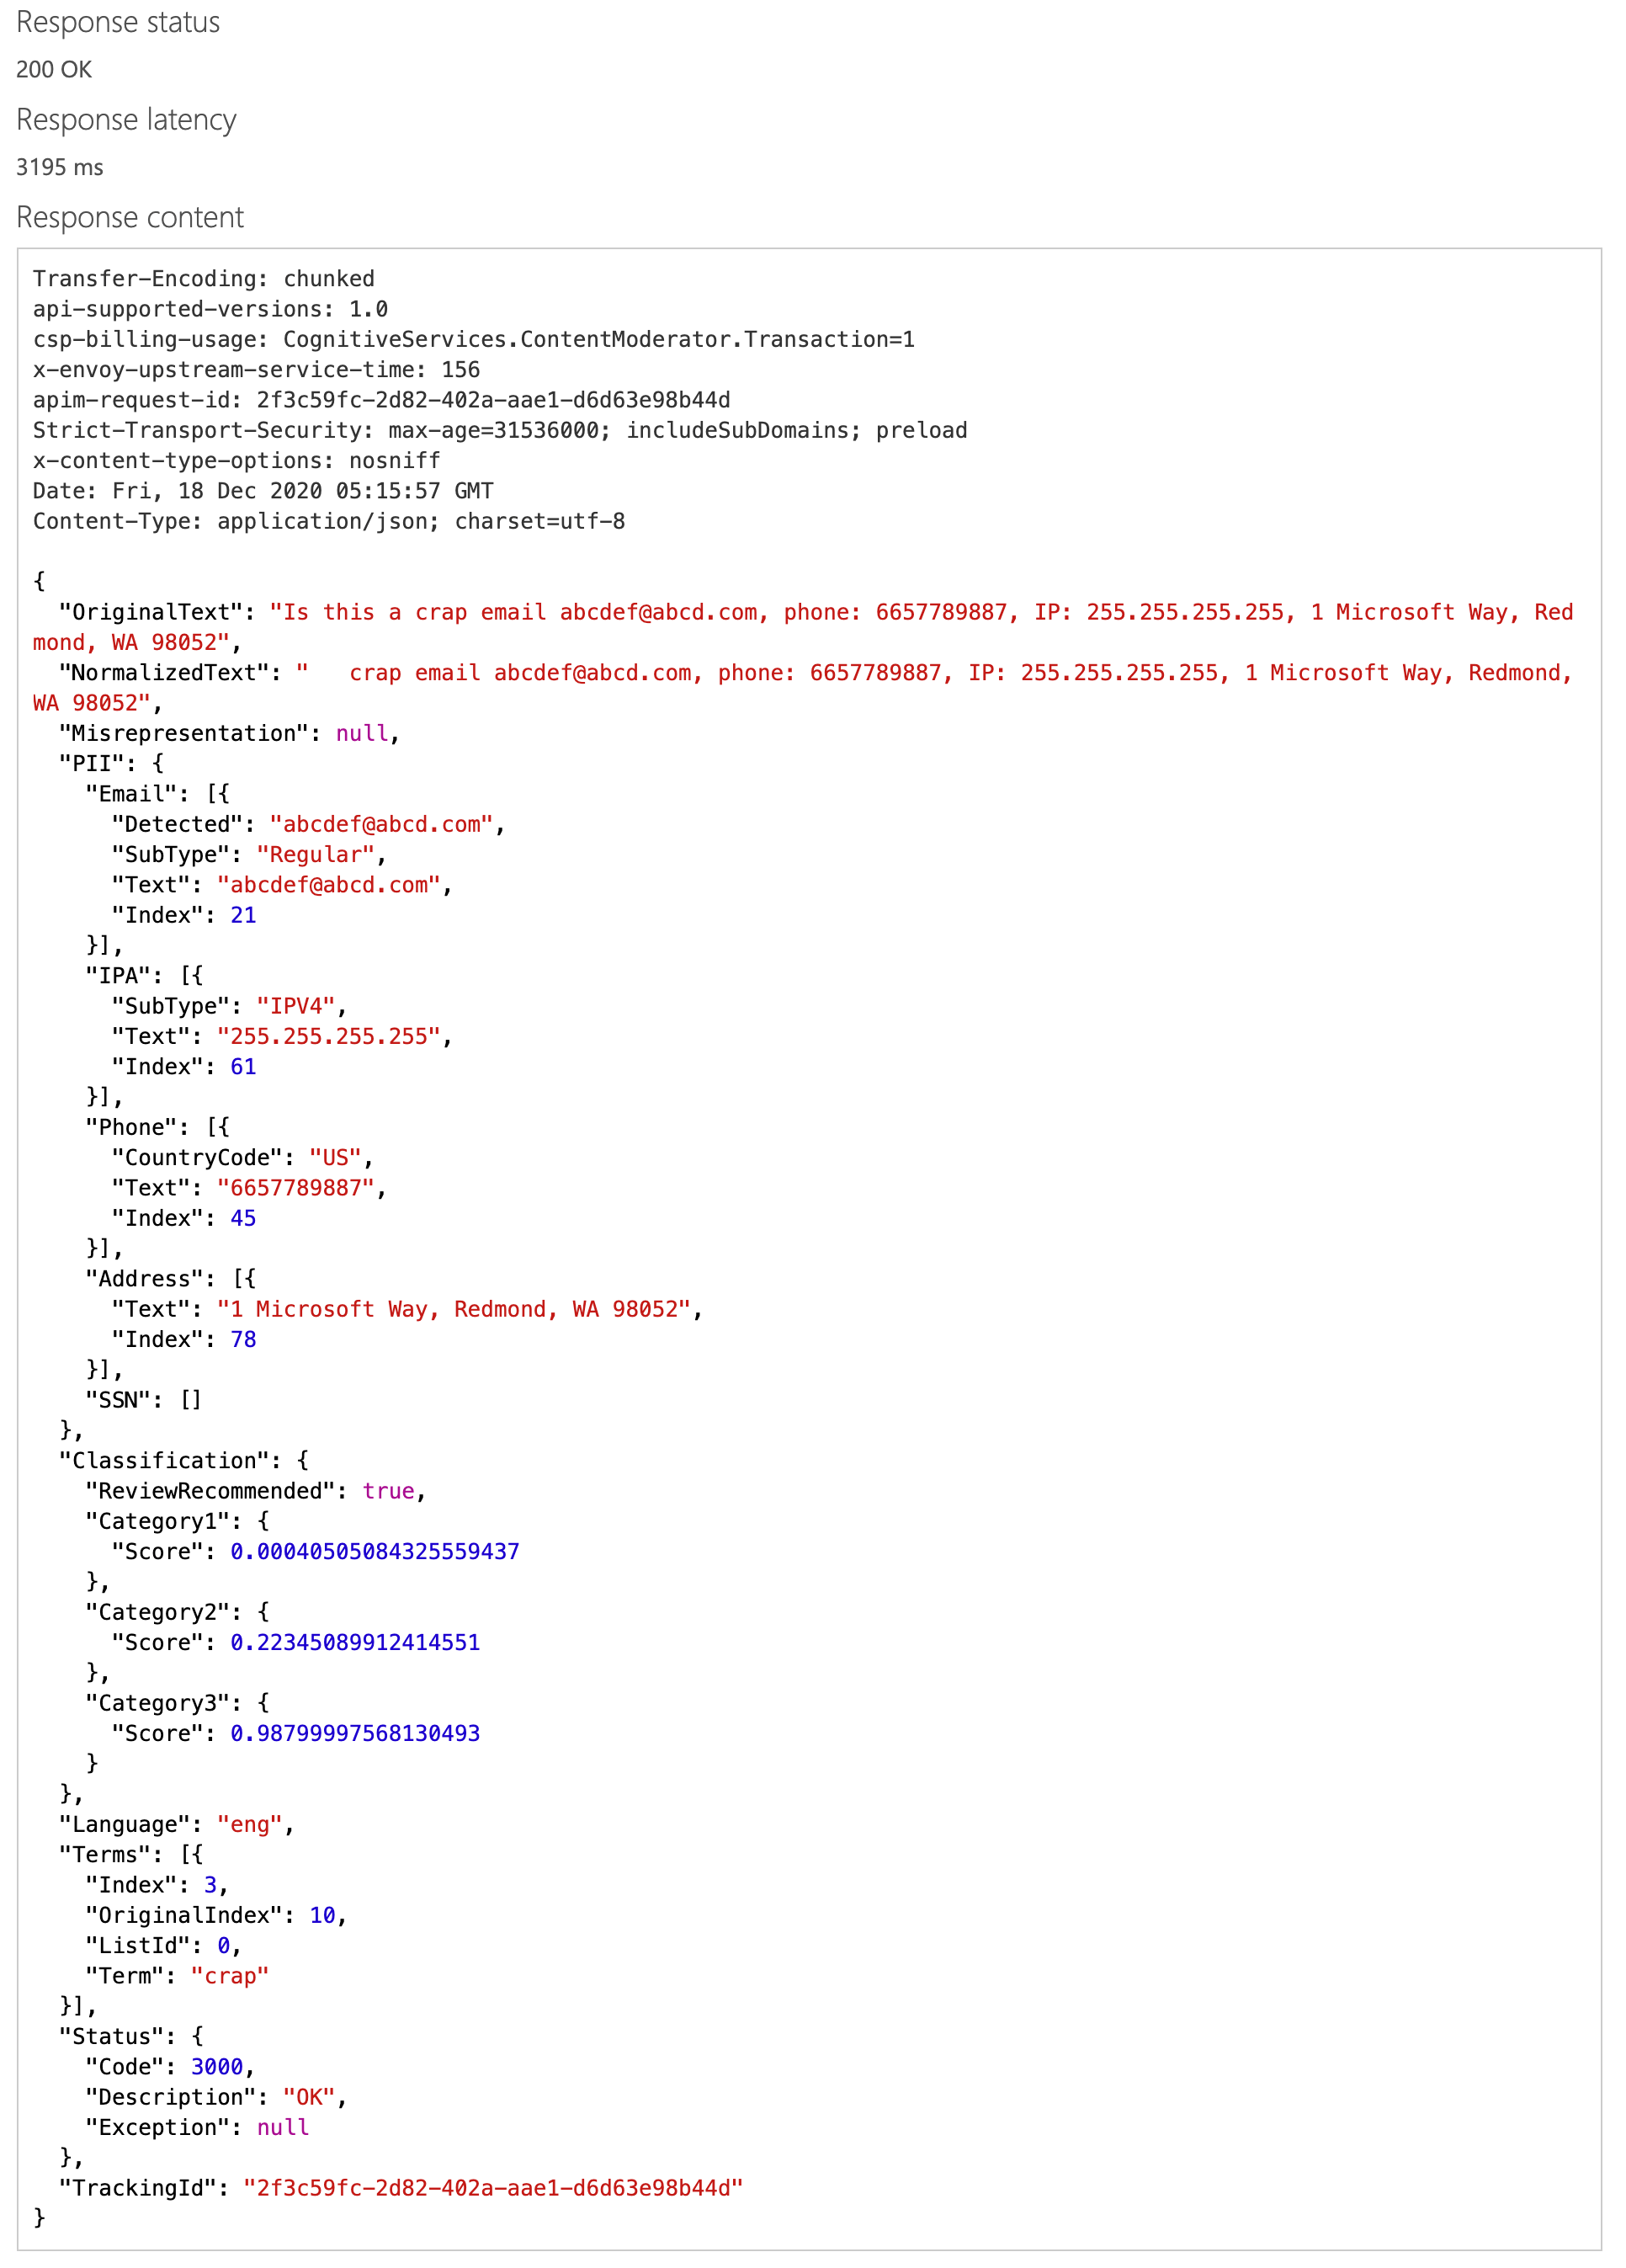 Response status
200 OK
Response latency
3195 ms
Response content
Transfer-Encoding: chunked
api-supported-versions: 1.0
csp-billing-usage: CognitiveServices.ContentModerator.Transaction=1
x-envoy-upstream-service-time: 156
apim-request-id: 2f3c59fc-2d82-402a-aae1-d6d63e98b44d
Strict-Transport-Security: max-age=31536000; includeSubDomains; preload
x-content-type-options: nosniff
Date: Fri, 18 Dec 2020 05:15:57 GMT
Content-Type: application/json; charset=utf-8

{
  "OriginalText": "Is this a crap email abcdef@abcd.com, phone: 6657789887, IP: 255.255.255.255, 1 Microsoft Way, Red
mond, WA 98052",
  "NormalizedText": "   crap email abcdef@abcd.com, phone: 6657789887, IP: 255.255.255.255, 1 Microsoft Way, Redmond,
WA 98052",
  "Misrepresentation": null,
  "PII": {
    "Email": [{
      "Detected": "abcdef@abcd.com",
      "SubType": "Regular",
      "Text": "abcdef@abcd.com",
      "Index": 21
    }],
    "IPA": [{
      "SubType": "IPV4",
      "Text": "255.255.255.255",
      "Index": 61
    }],
    "Phone": [{
      "CountryCode": "US",
      "Text": "6657789887",
      "Index": 45
    }],
    "Address": [{
      "Text": "1 Microsoft Way, Redmond, WA 98052",
      "Index": 78
    }],
    "SSN": []
  },
  "Classification": {
    "ReviewRecommended": true,
    "Category1": {
      "Score": 0.00040505084325559437
    },
    "Category2": {
      "Score": 0.22345089912414551
    },
    "Category3": {
      "Score": 0.98799997568130493
    }
  },
  "Language": "eng",
  "Terms": [{
    "Index": 3,
    "OriginalIndex": 10,
    "ListId": 0,
    "Term": "crap"
  }],
  "Status": {
    "Code": 3000,
    "Description": "OK",
    "Exception": null
  },
  "TrackingId": "2f3c59fc-2d82-402a-aae1-d6d63e98b44d"
}